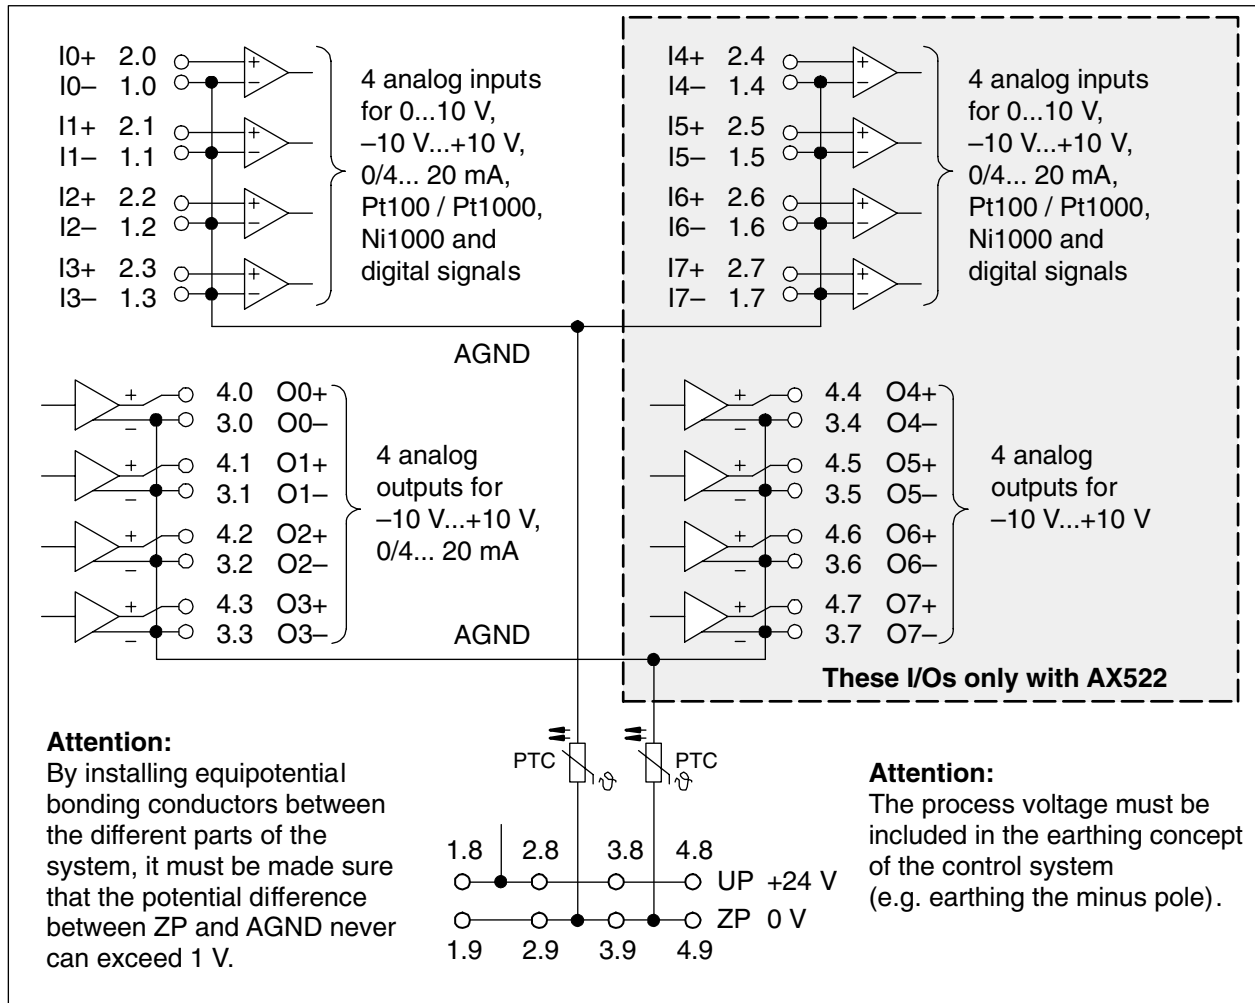 I0+ 2.0
I0– 1.0
I1+ 2.1
I1– 1.1
I2+ 2.2
I2– 1.2
I3+ 2.3
I3– 1.3
+
–
+
–
+
–
+
–
4 analog inputs
for 0...10 V,
–10 V...+10 V,
0/4... 20 mA,
Pt100 / Pt1000,
Ni1000 and
digital signals
I4+ 2.4
I4– 1.4
I5+ 2.5
I5– 1.5
I6+ 2.6
I6– 1.6
I7+ 2.7
I7– 1.7
+
–
+
–
+
–
+
–
4 analog inputs
for 0...10 V,
–10 V...+10 V,
0/4... 20 mA,
Pt100 / Pt1000,
Ni1000 and
digital signals
AGND
+ 4.0 O0+
– 3.0 O0–
+ 4.1 O1+
– 3.1 O1–
+ 4.2 O2+
– 3.2 O2–
+ 4.3 O3+
– 3.3 O3–
4 analog
outputs for
–10 V...+10 V,
0/4... 20 mA
AGND
+ 4.4 O4+
– 3.4 O4–
+ 4.5 O5+
– 3.5 O5–
+ 4.6 O6+
– 3.6 O6–
+ 4.7 O7+
– 3.7 O7–
4 analog
outputs for
–10 V...+10 V
These I/Os only with AX522
Attention:
By installing equipotential
bonding conductors between
the different parts of the
system, it must be made sure
that the potential difference
between ZP and AGND never
can exceed 1 V.
PTC ϑ
ϑ PTC
1.8 2.8 3.8 4.8
UP +24 V
ZP 0 V
1.9 2.9 3.9 4.9
Attention:
The process voltage must be
included in the earthing concept
of the control system
(e.g. earthing the minus pole).